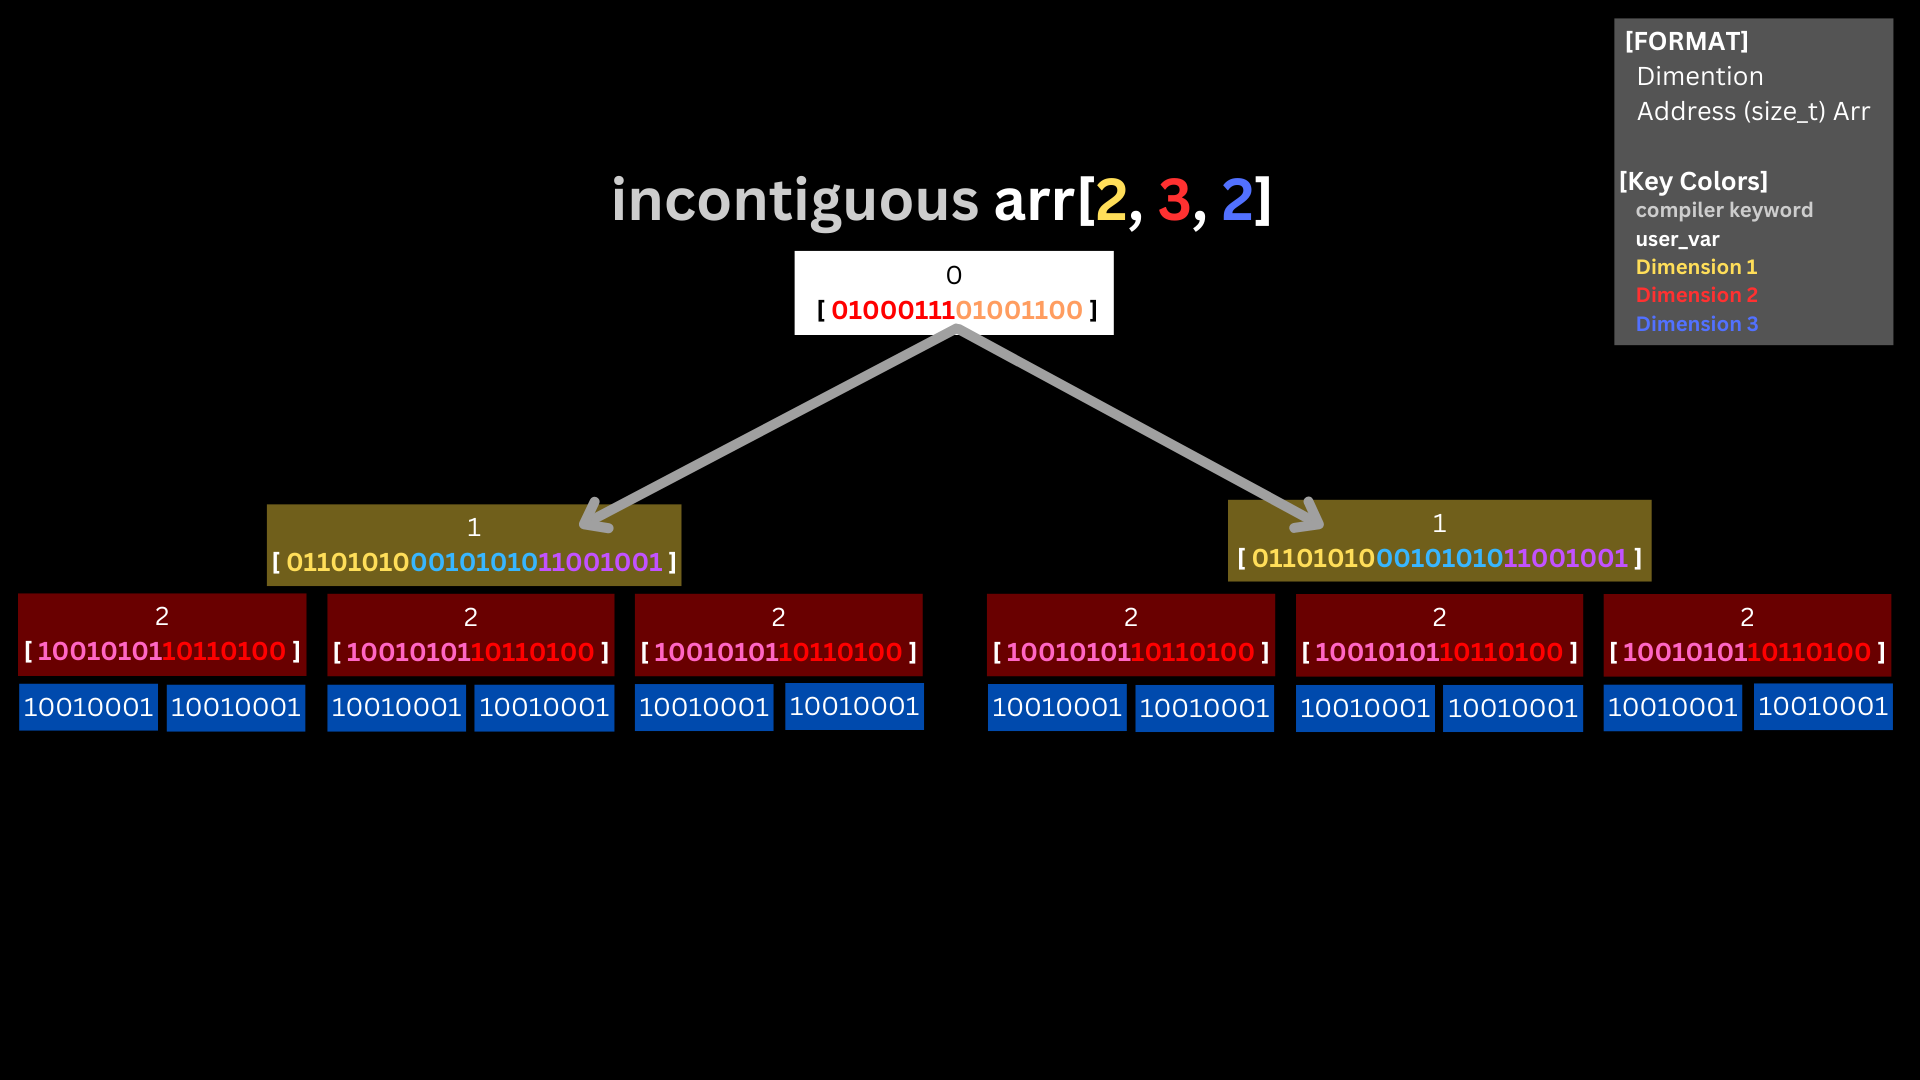 [FORMAT]
Dimention
Address (size_t) Arr
[Key Colors]
compiler keyword
user_var
Dimension 1
Dimension 2
Dimension 3
incontiguous arr[2, 3, 2]
0
[ 0100011101001100 ]
1
[ 011010100010101011001001 ]
1
[ 011010100010101011001001 ]
2
[ 1001010110110100 ]
2
[ 1001010110110100 ]
2
[ 1001010110110100 ]
2
[ 1001010110110100 ]
2
[ 1001010110110100 ]
2
[ 1001010110110100 ]
10010001 10010001 10010001 10010001 10010001 10010001 10010001 10010001 10010001 10010001 10010001 10010001